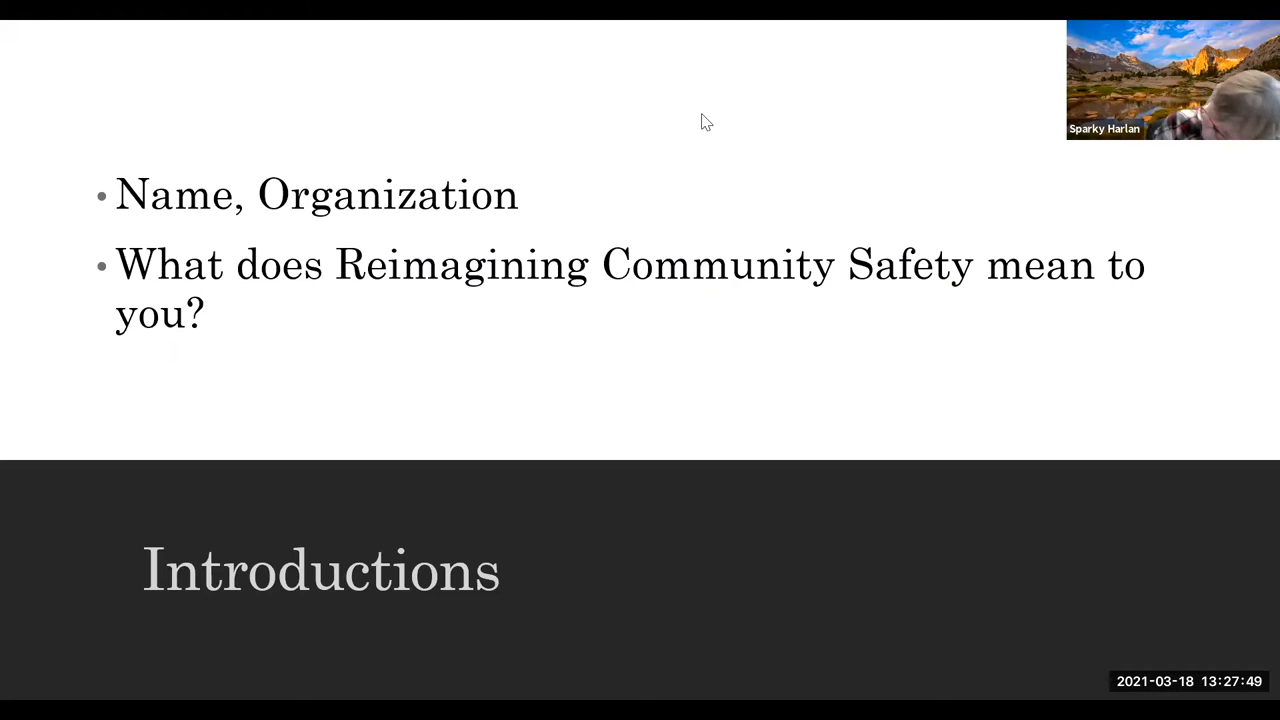 Sparky Harlan
• Name, Organization
• What does Reimagining Community Safety mean to
you?
Introductions
2021-03-18 13:27:49